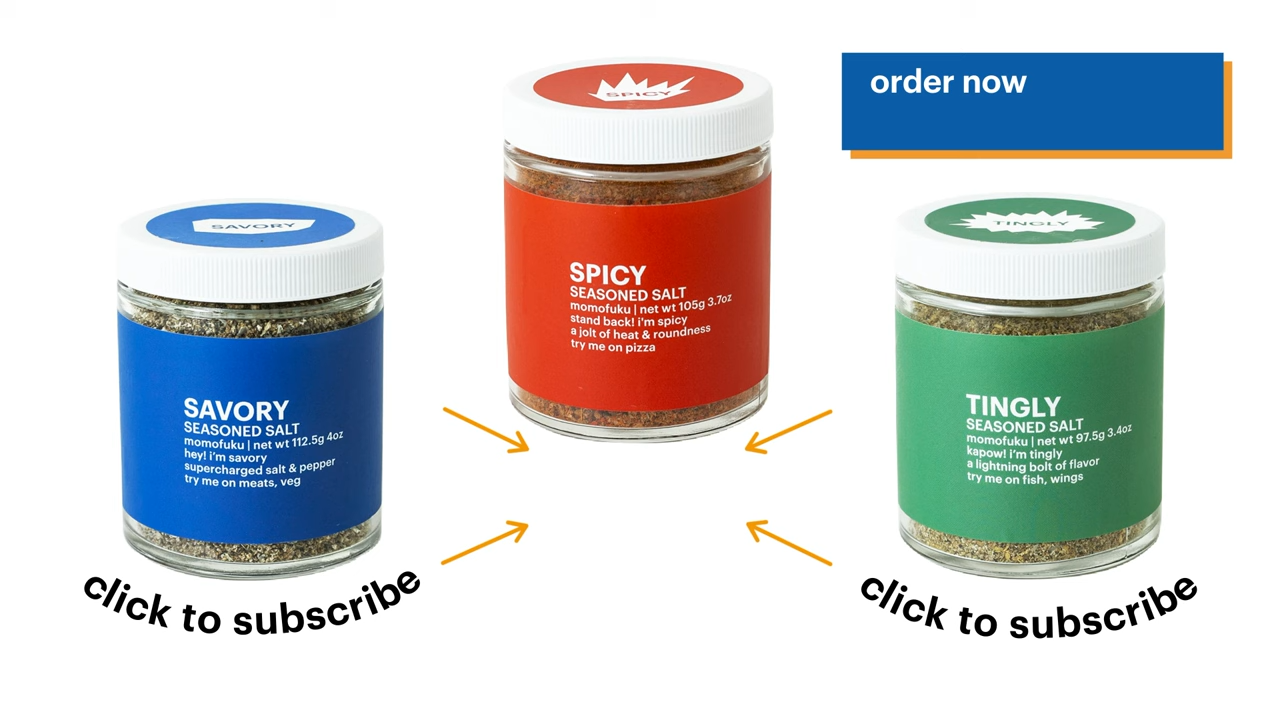 order now
SPICY
SPICY
SEASONED SALT
momofuku | net wt 105g 3.7oz
stand back! i'm spicy
a jolt of heat & roundness
try me on pizza
SAVORY
SAVORY
SEASONED SALT
momofuku | net wt 112.5g 4oz
hey! i'm savory
supercharged salt & pepper
try me on meats, veg
click to subscribe
TINGLY
TINGLY
SEASONED SALT
momofuku | net wt 97.5g 3.4oz
kapow! i'm tingly
a lightning bolt of flavor
try me on fish, wings
click to subscribe